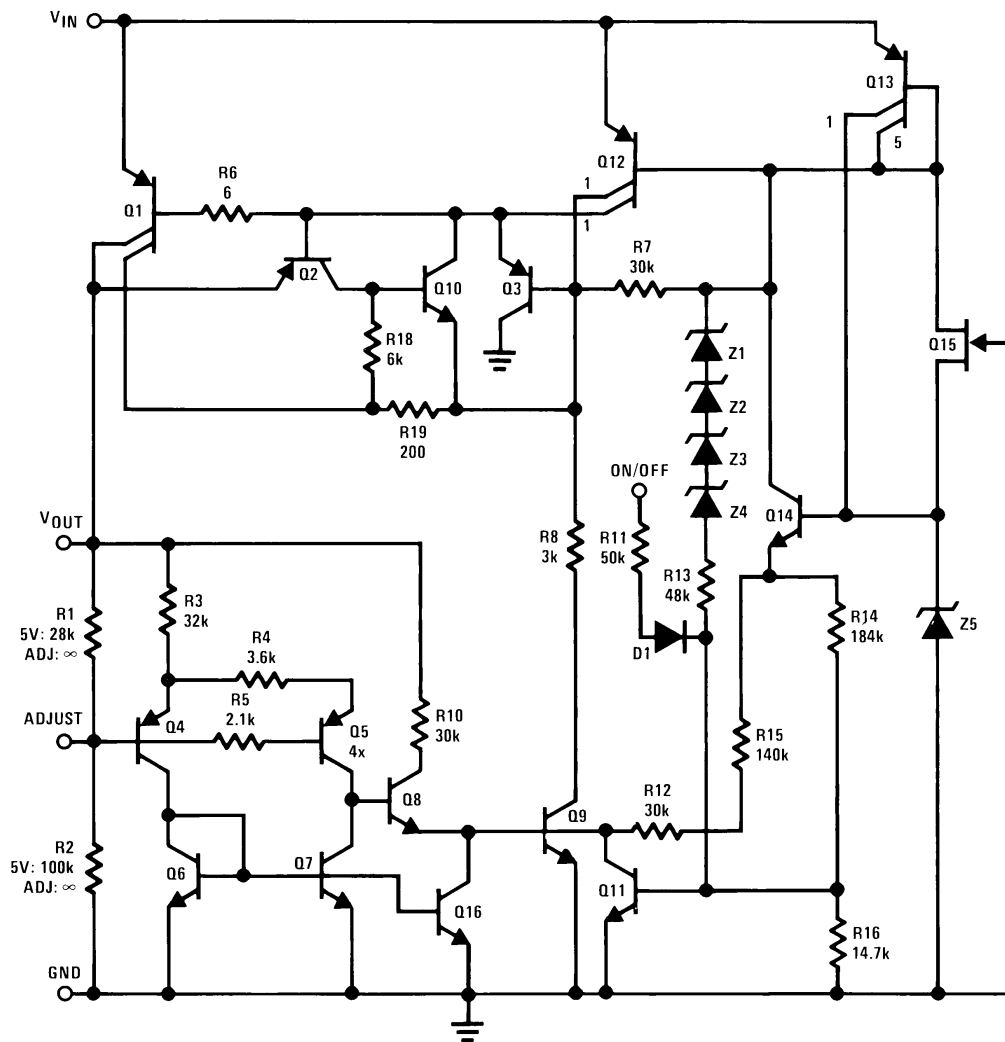 VIN
Q13
1
5
Q12
1
1
R6
6
Q1
Q2
Q10
Q3
R7
30k
R18
6k
R19
200
Z1
Z2
Z3
Z4
Q15
ON/OFF
Q14
VOUT
R3
32k
R8
3k
R11
50k
R13
48k
R1
5V: 28k
ADJ: ∞
R4
3.6k
R5
2.1k
D1
R14
184k
Z5
ADJUST
Q4
Q5
4x
R10
30k
R15
140k
Q8
R12
30k
Q9
R2
5V: 100k
ADJ: ∞
Q6
Q7
Q16
Q11
R16
14.7k
GND